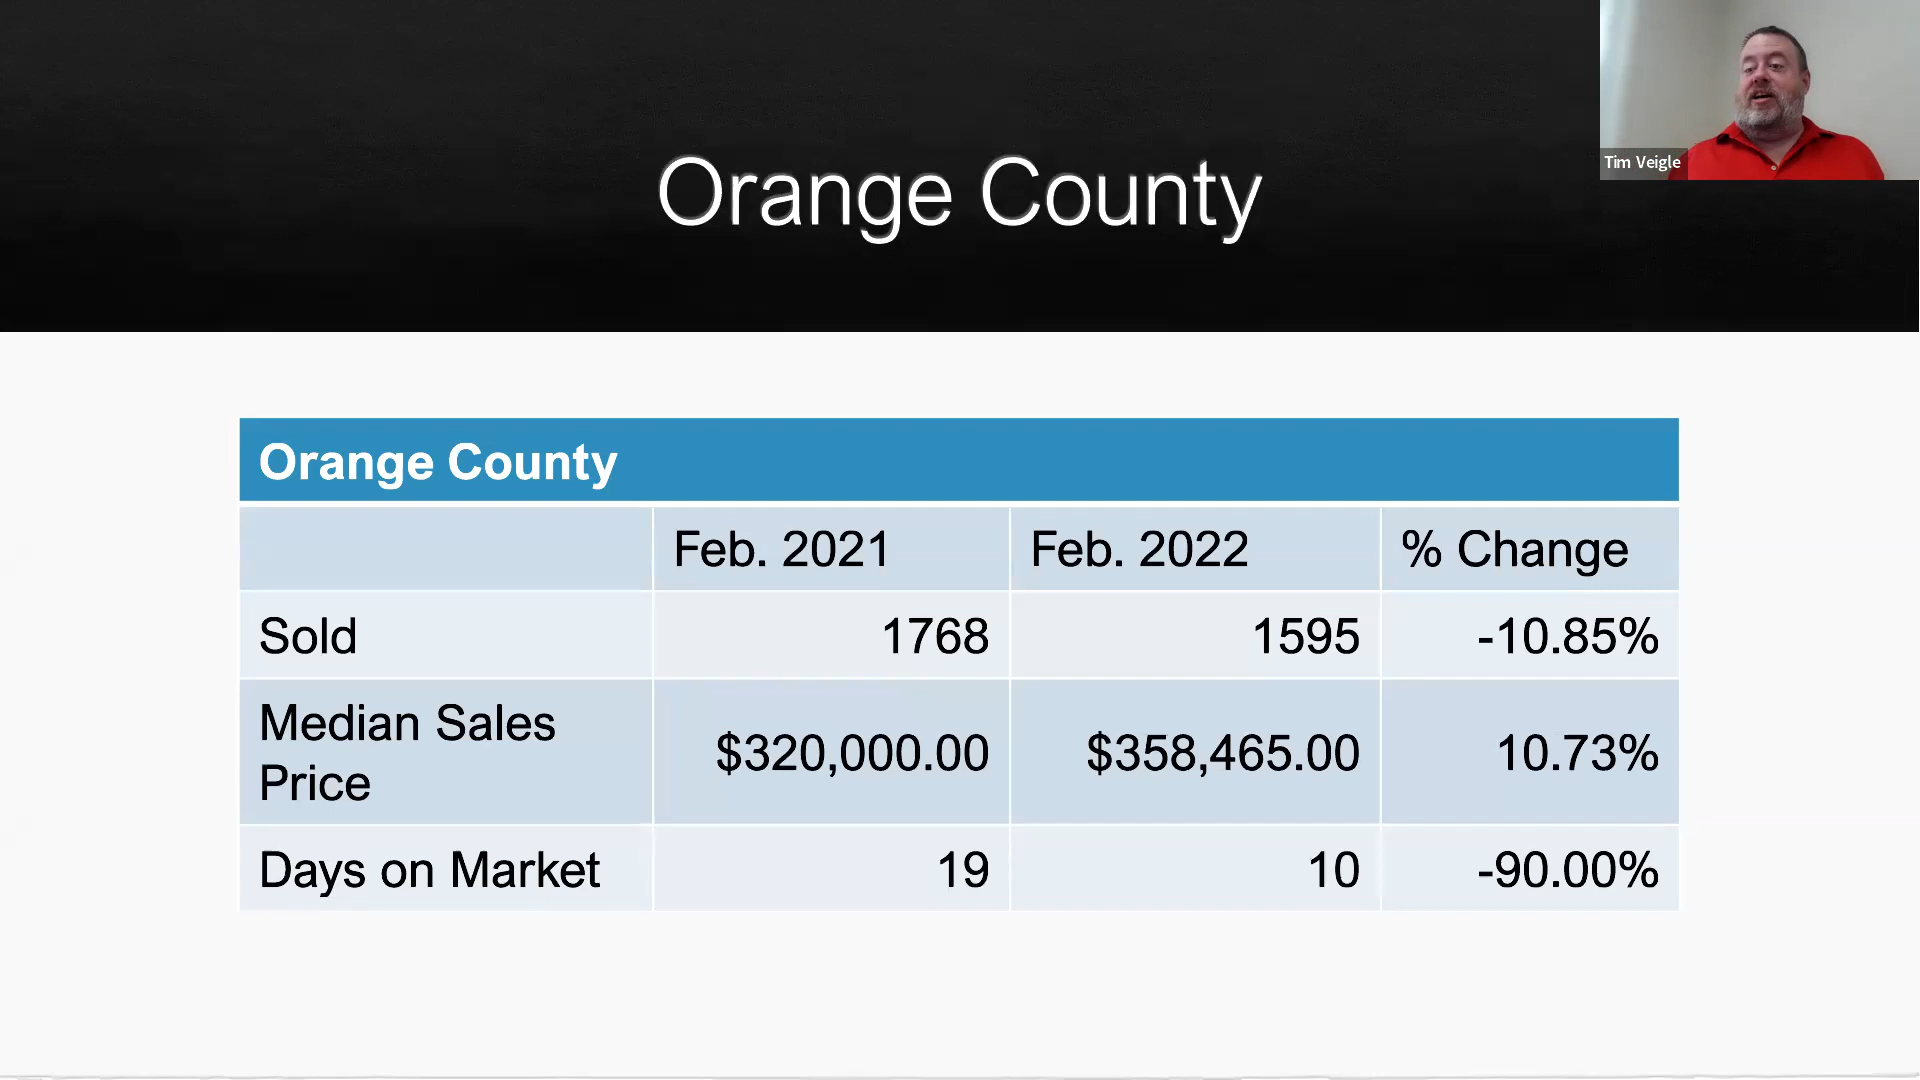 Orange County
Tim Veigle
Orange County
Feb. 2021 Feb. 2022 % Change
Sold 1768 1595 -10.85%
Median Sales
Price $320,000.00 $358,465.00 10.73%
Days on Market 19 10 -90.00%